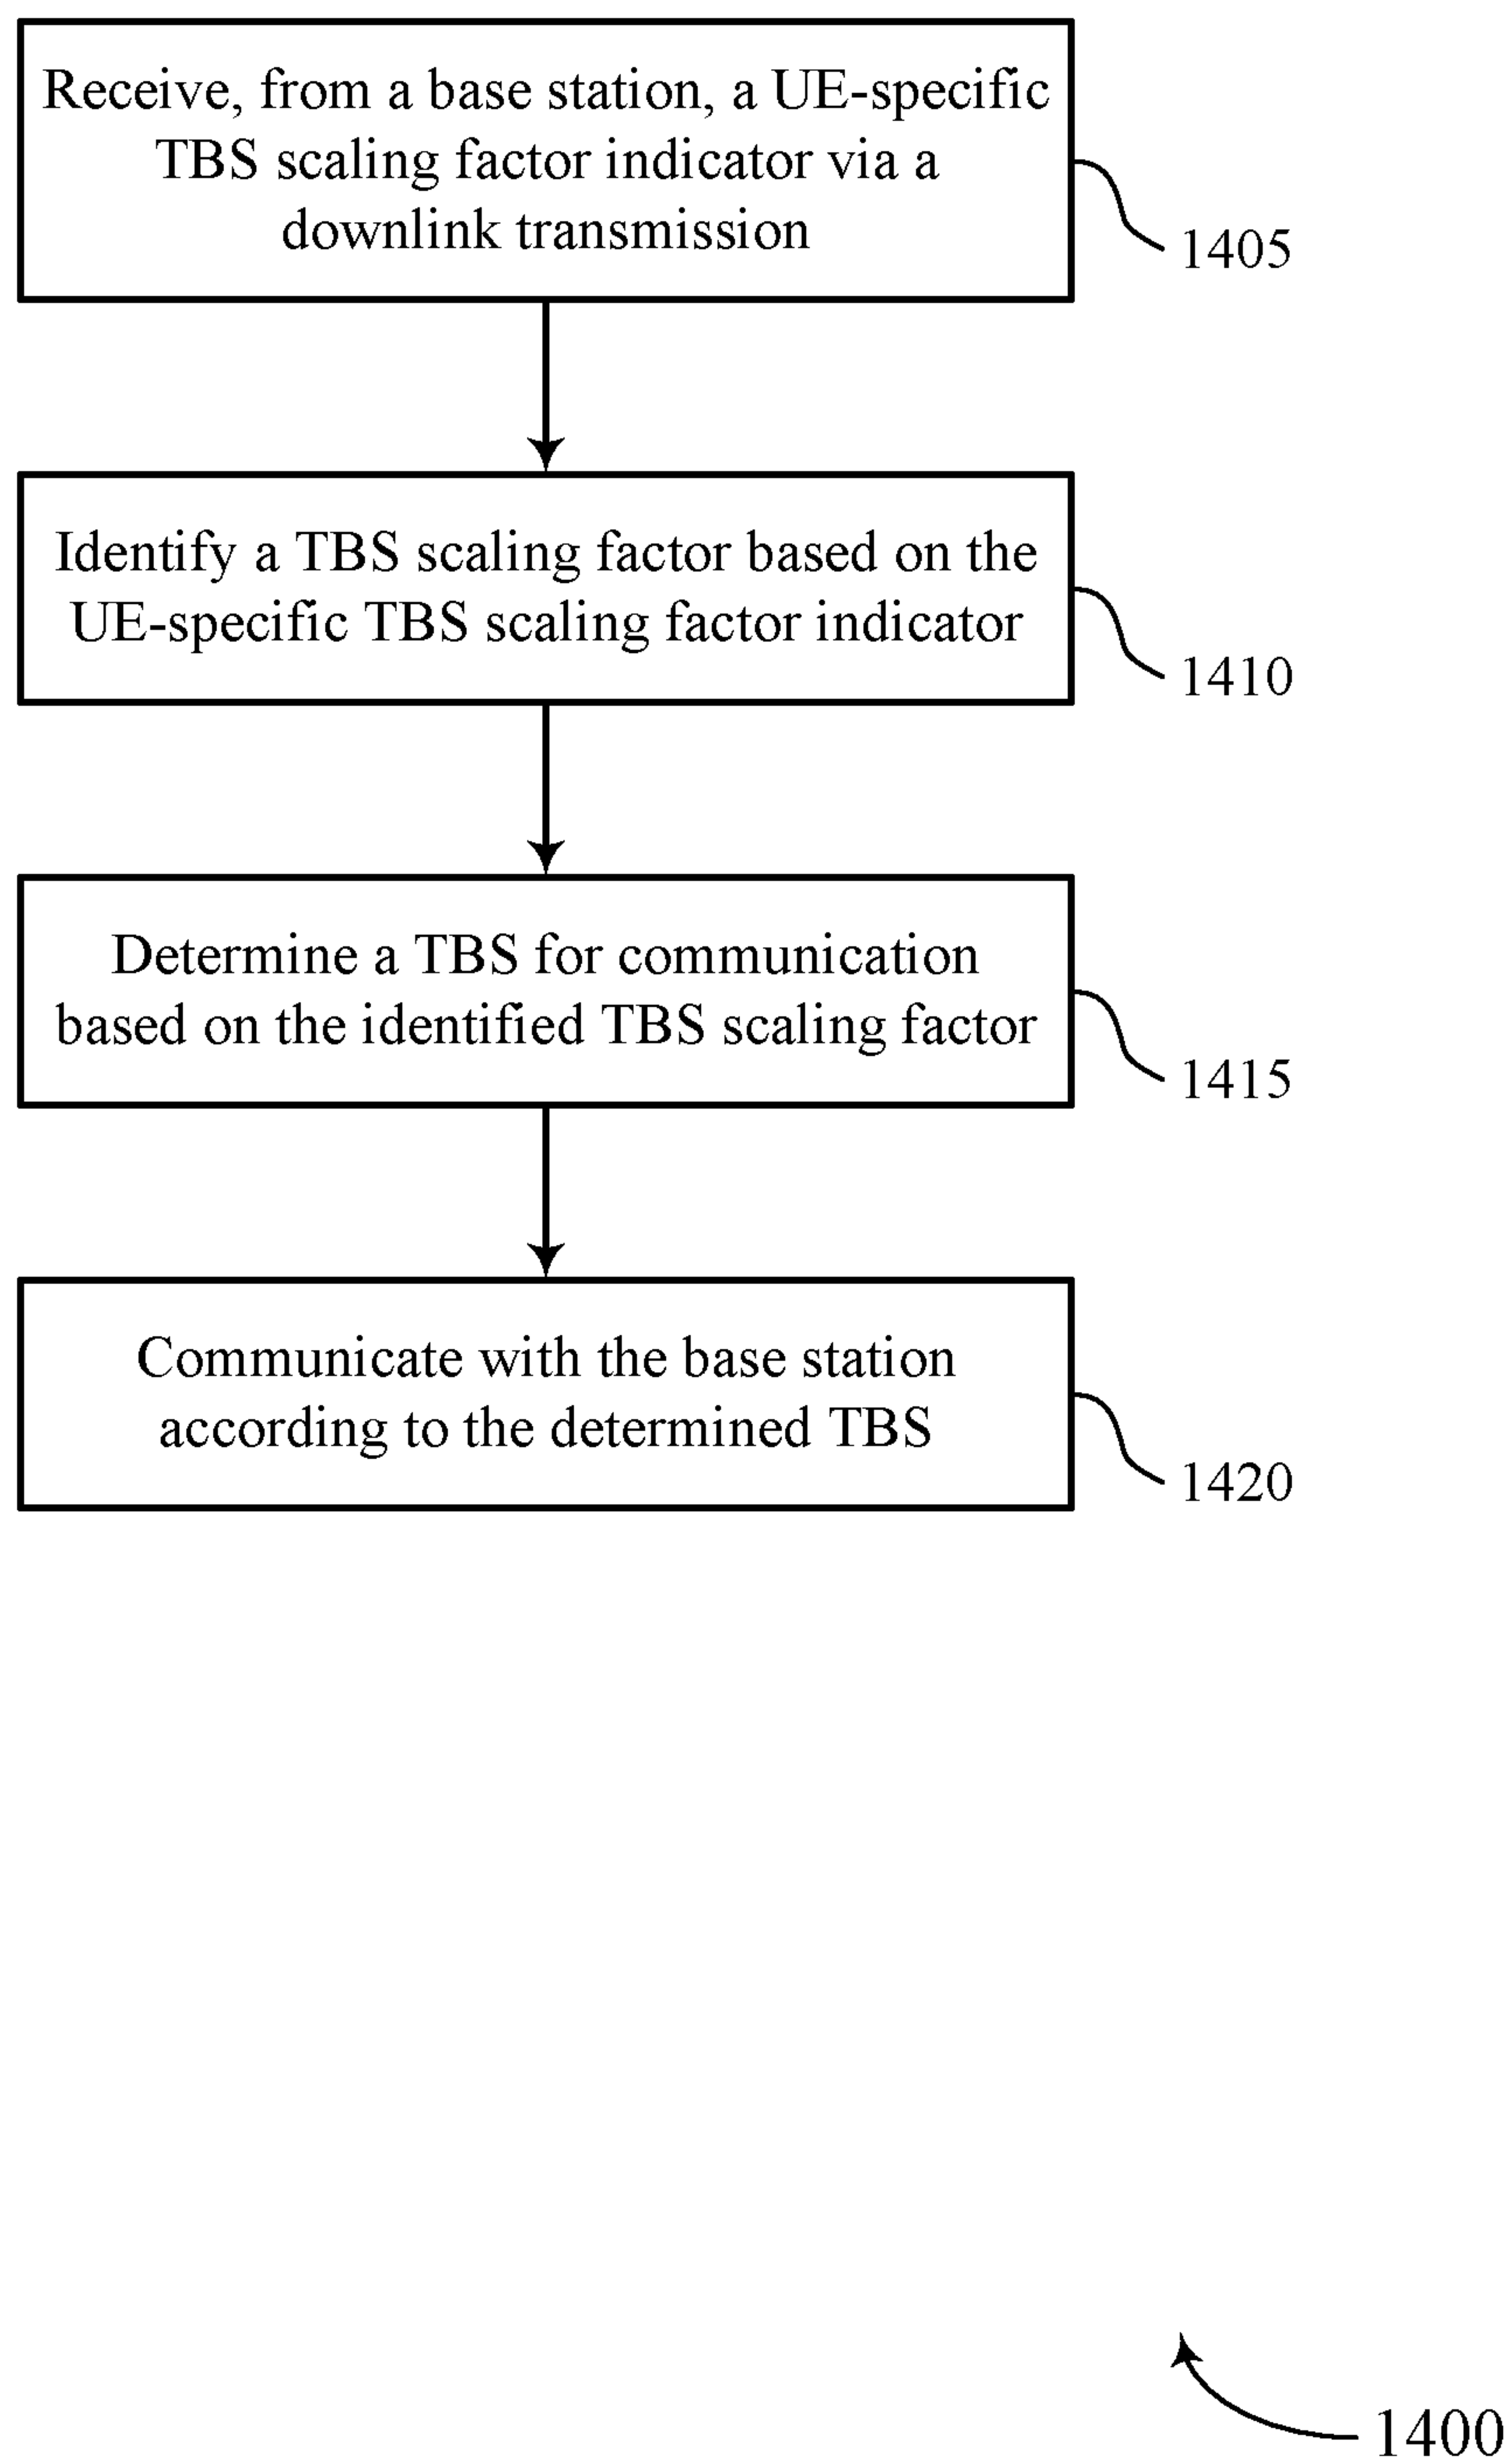 Receive, from a base station, a UE-specific
TBS scaling factor indicator via a
downlink transmission
1405
Identify a TBS scaling factor based on the
UE-specific TBS scaling factor indicator
1410
Determine a TBS for communication
based on the identified TBS scaling factor
1415
Communicate with the base station
according to the determined TBS
1420
1400